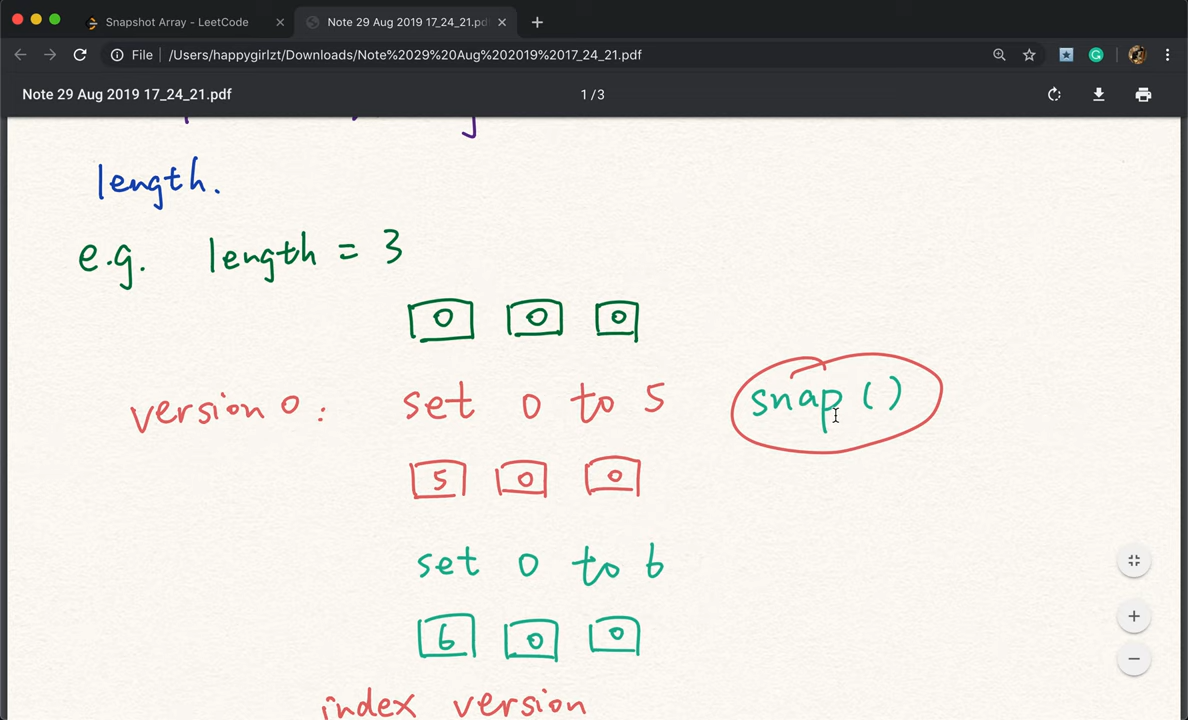 Snapshot Array - LeetCode
Note 29 Aug 2019 17_24_21.pd
File
/Users/happygirlzt/Downloads/Note%2029%20Aug%202019%2017_24_21.pdf
Note 29 Aug 2019 17_24_21.pdf
1/3
length.
e.g. length = 3
0 0 0
version 0: set 0 to 5 snap()
5 0 0
set 0 to 6
6 0 0
index version